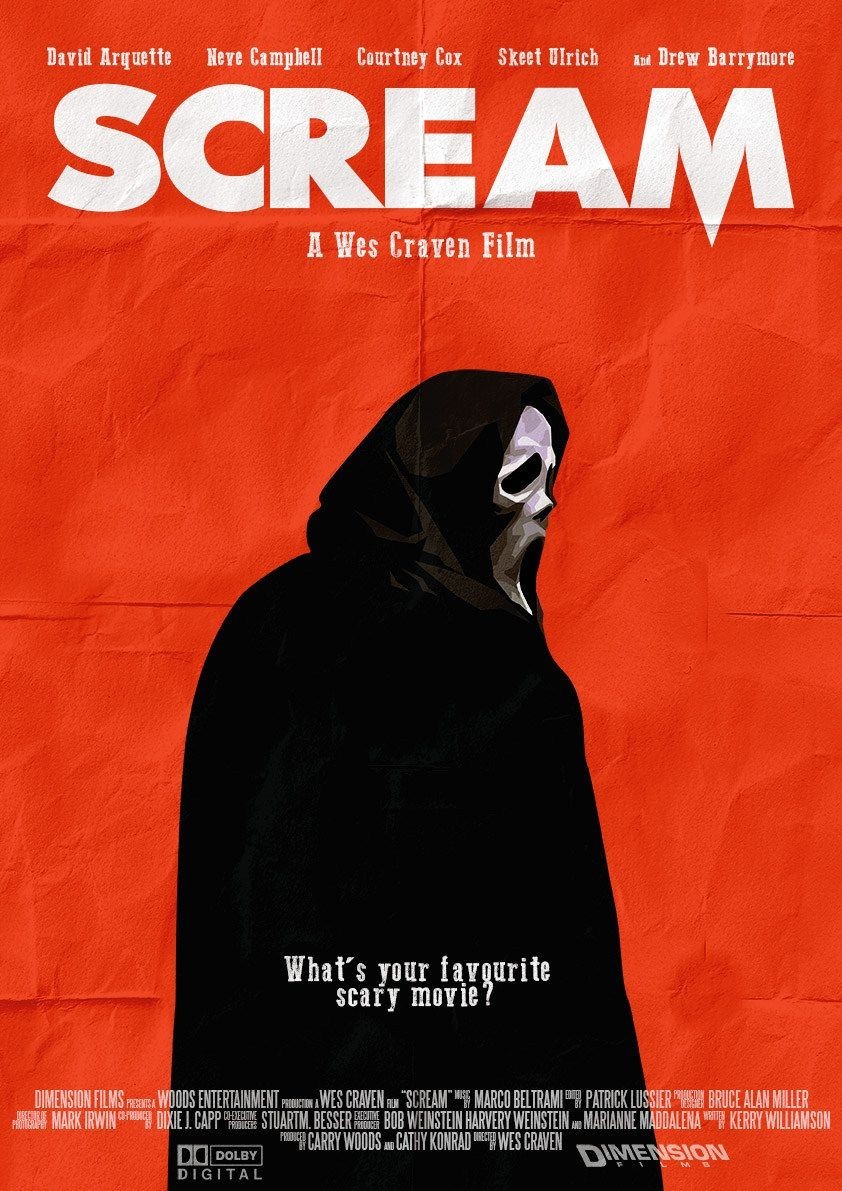 David Arquette Neve Campbell Courtney Cox Skeet Ulrich And Drew Barrymore
SCREAM
A Wes Craven Film
What's your favourite
scary movie?
DIMENSION FILMS PRESENTS A WOODS ENTERTAINMENT PRODUCTION A WES CRAVEN FILM "SCREAM" MUSIC BY MARCO BELTRAMI EDITED BY PATRICK LUSSIER PRODUCTION DESIGNER BRUCE ALAN MILLER
DIRECTOR OF PHOTOGRAPHY MARK IRWIN CO-PRODUCER DIXIE J. CAPP CO-EXECUTIVE PRODUCERS STUARTM. BESSER EXECUTIVE PRODUCER BOB WEINSTEIN HARVERY WEINSTEIN AND MARIANNE MADDALENA WRITTEN BY KERRY WILLIAMSON
PRODUCED BY CARRY WOODS AND CATHY KONRAD DIRECTED BY WES CRAVEN
DOLBY
DIGITAL
DIMENSION
FILMS